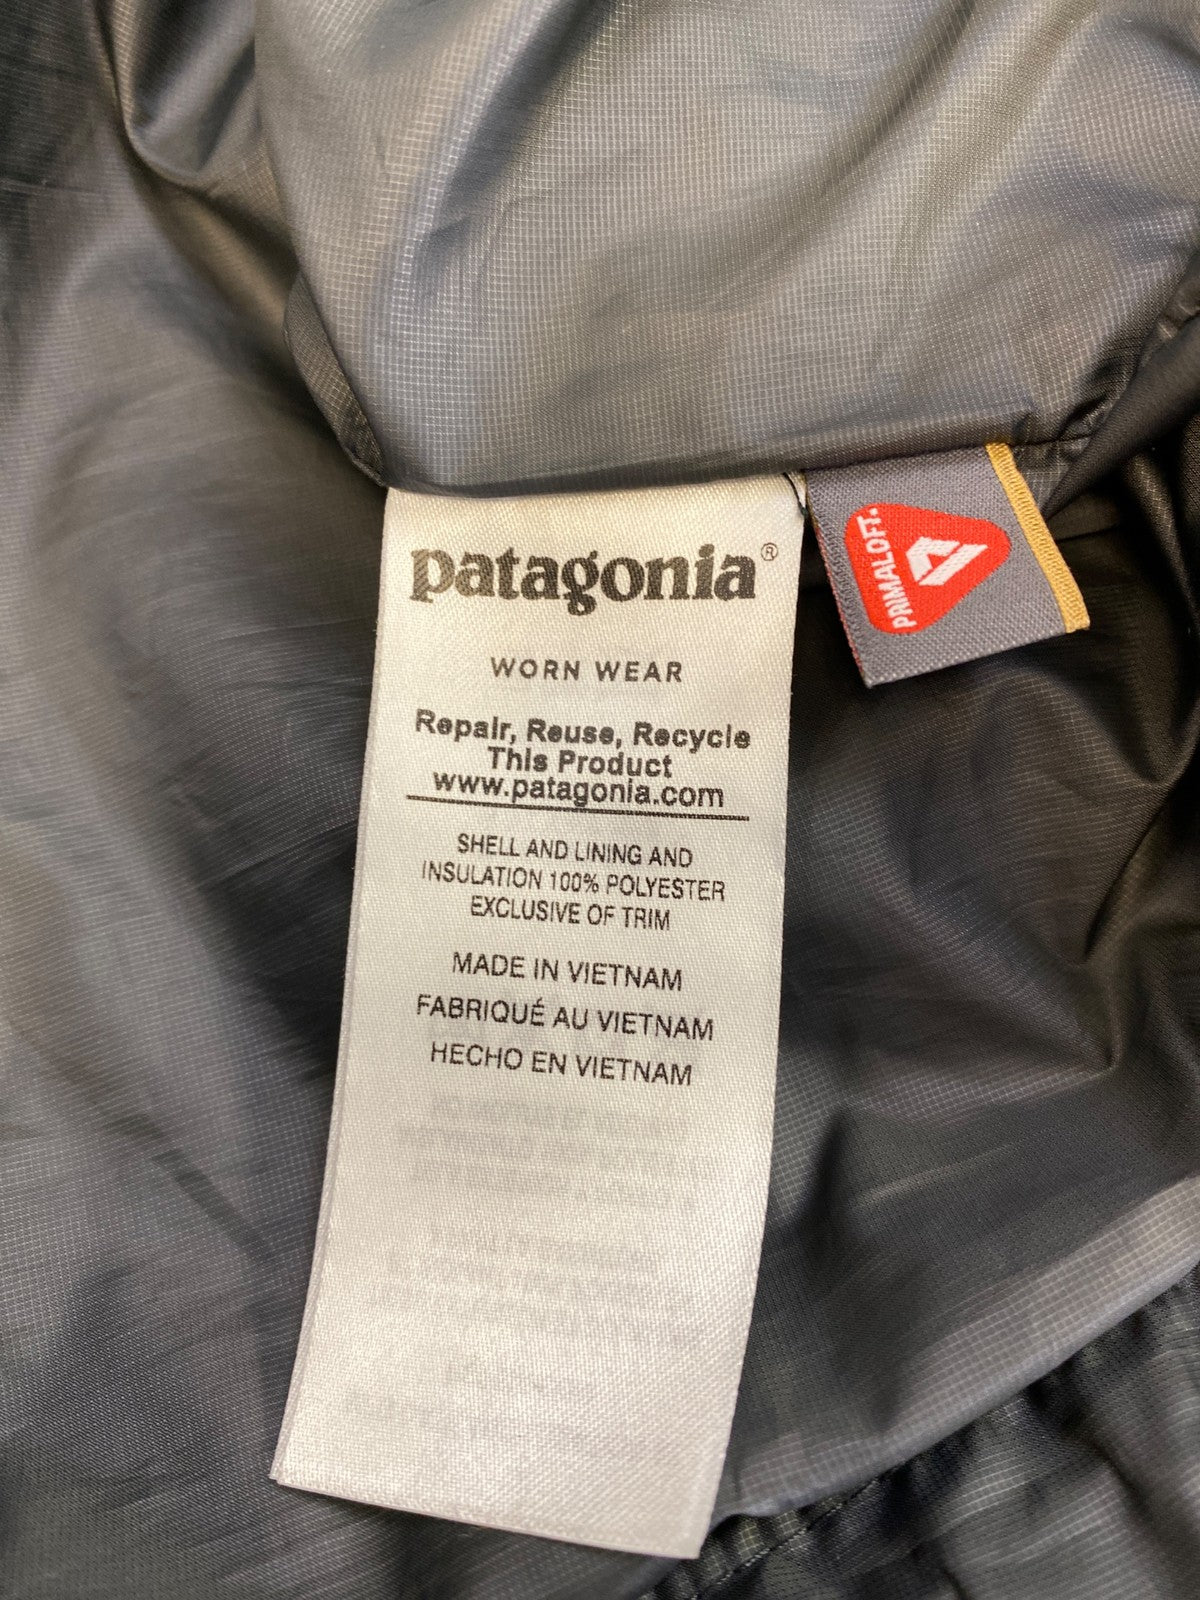 patagonia®
WORN WEAR
Repair, Reuse, Recycle
This Product
www.patagonia.com
SHELL AND LINING AND
INSULATION 100% POLYESTER
EXCLUSIVE OF TRIM
MADE IN VIETNAM
FABRIQUÉ AU VIETNAM
HECHO EN VIETNAM
PRIMALOFT.